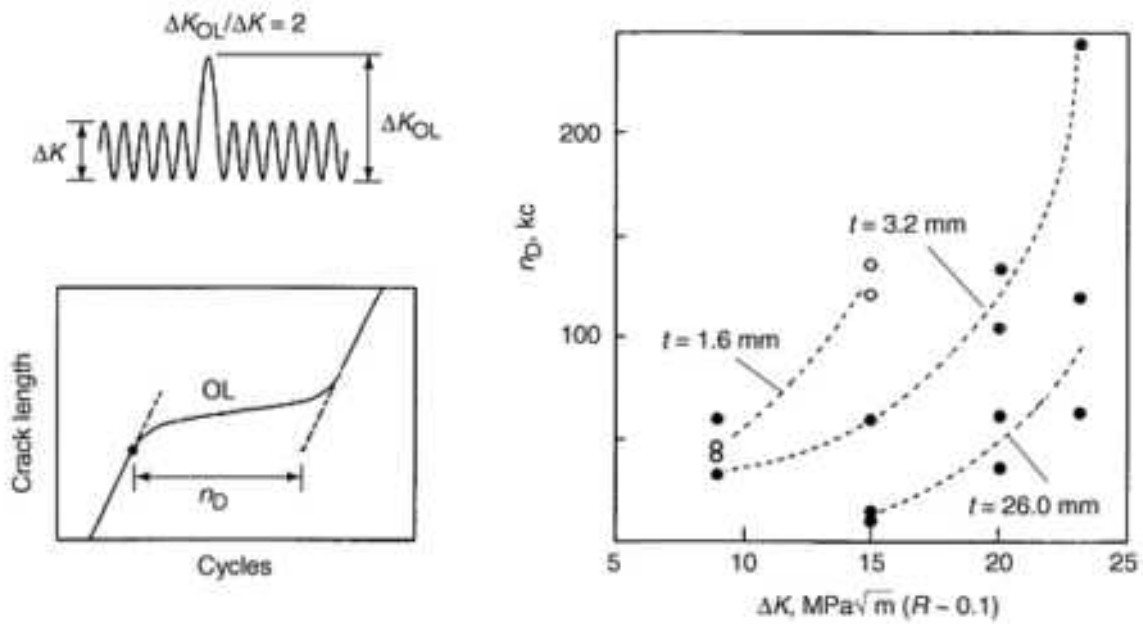 ΔK_OL/ΔK = 2
ΔK
ΔK_OL
Crack length
OL
n_D
Cycles
n_D, kc
200
100
t = 1.6 mm
t = 3.2 mm
t = 26.0 mm
5
10
15
20
25
ΔK, MPa√m (R ~ 0.1)